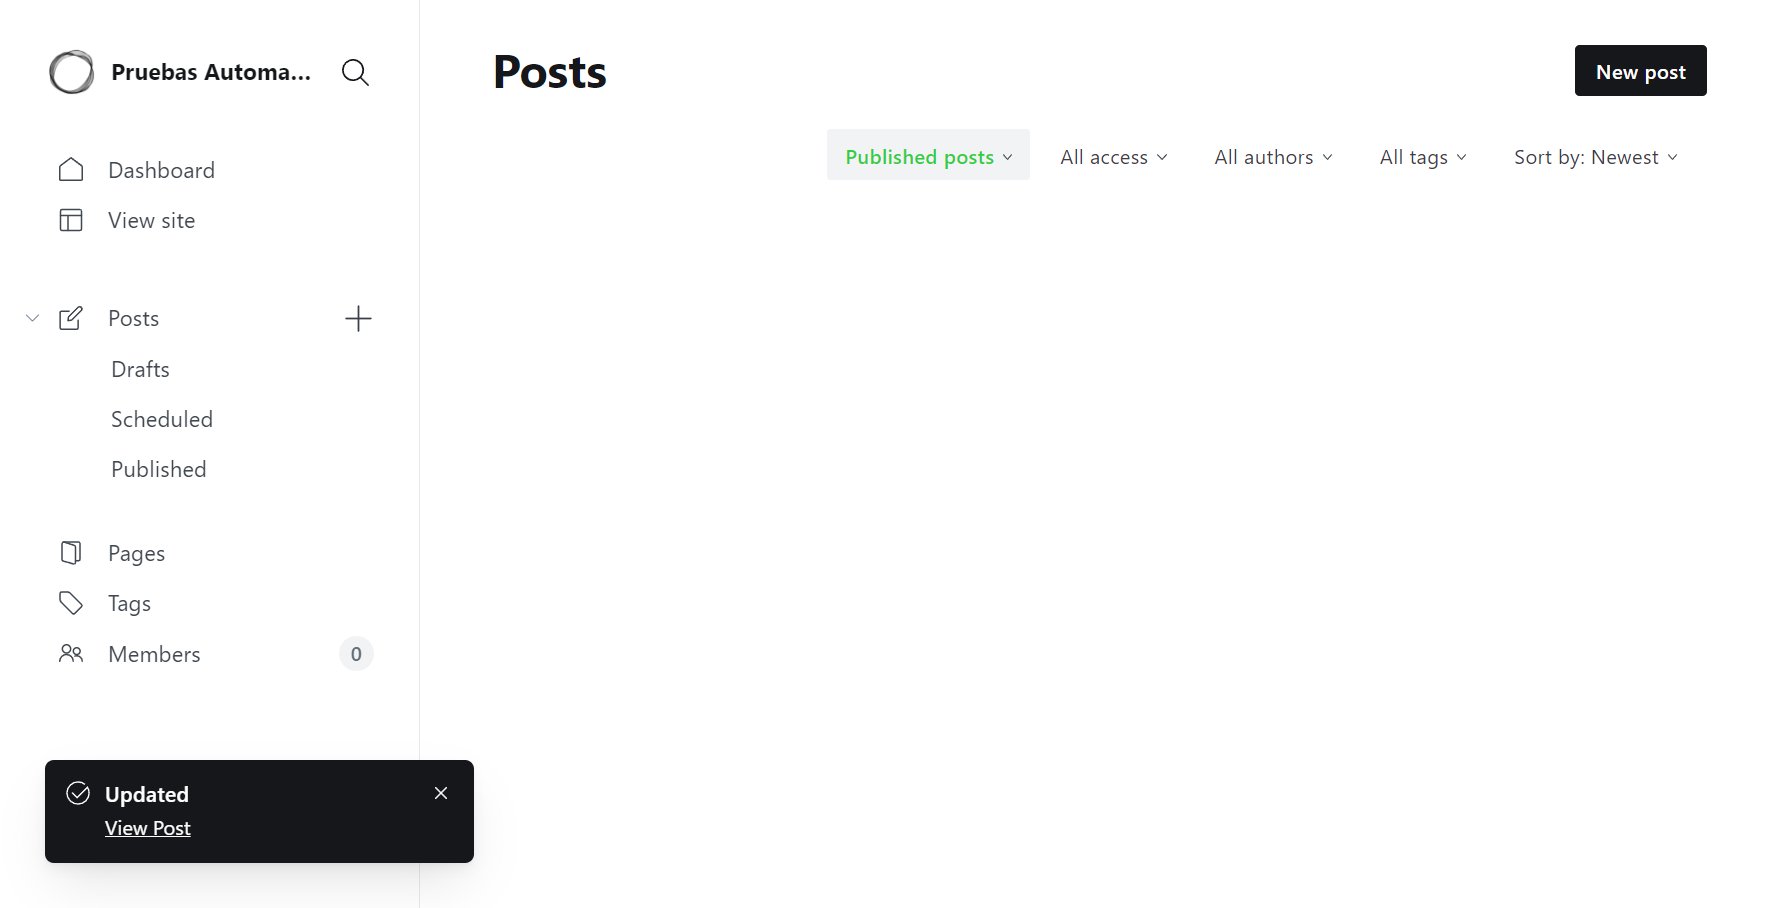 Pruebas Automa...
Dashboard
View site
Posts
Drafts
Scheduled
Published
Pages
Tags
Members
0
Updated
View Post
Posts
New post
Published posts
All access
All authors
All tags
Sort by: Newest